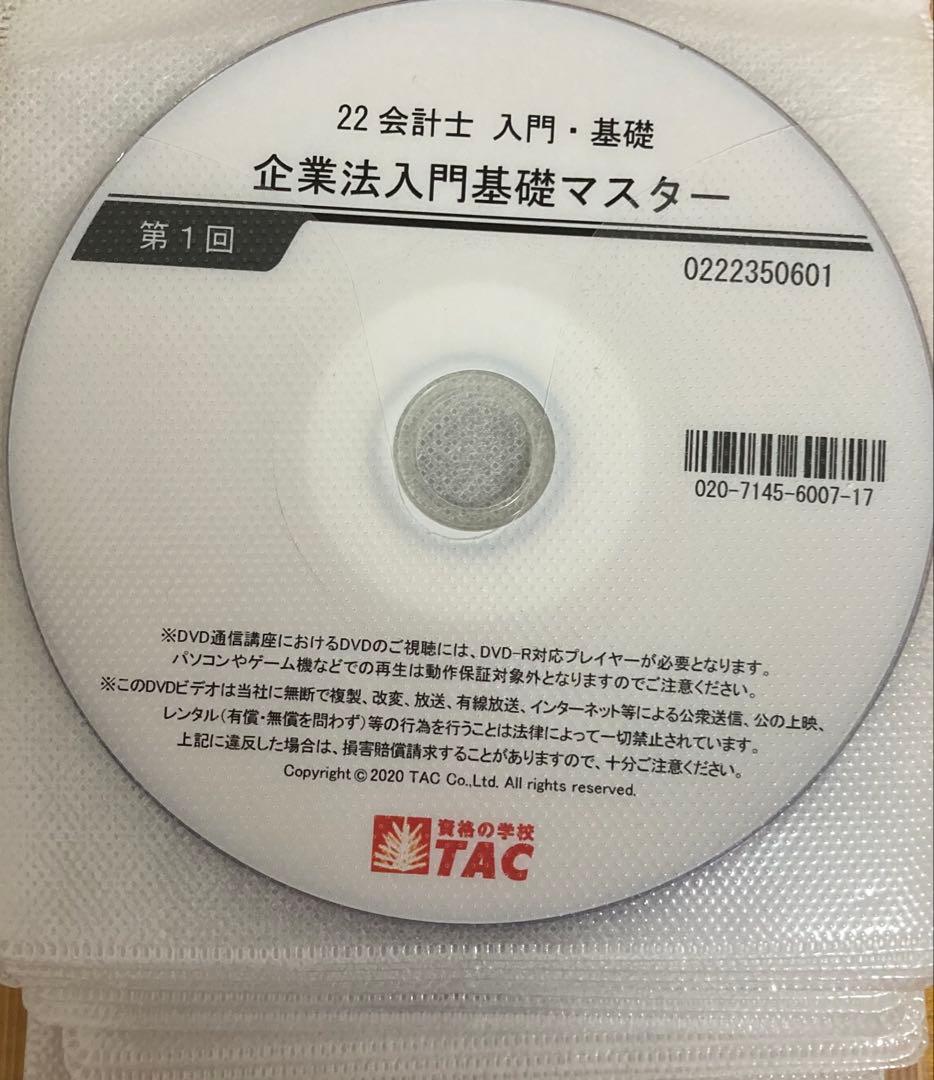 22 会計士 入門・基礎
企業法入門基礎マスター
第1回
0222350601
020-7145-6007-17
※DVD通信講座におけるDVDのご視聴には、DVD-R対応プレイヤーが必要となります。
パソコンやゲーム機などでの再生は動作保証対象外となりますのでご注意ください。
※このDVDビデオは当社に無断で複製、改変、放送、有線放送、インターネット等による公衆送信、公の上映、
レンタル(有償・無償を問わず)等の行為を行うことは法律によって一切禁止されています。
上記に違反した場合は、損害賠償請求することがありますので、十分ご注意ください。
Copyright © 2020 TAC Co.,Ltd. All rights reserved.
資格の学校
TAC